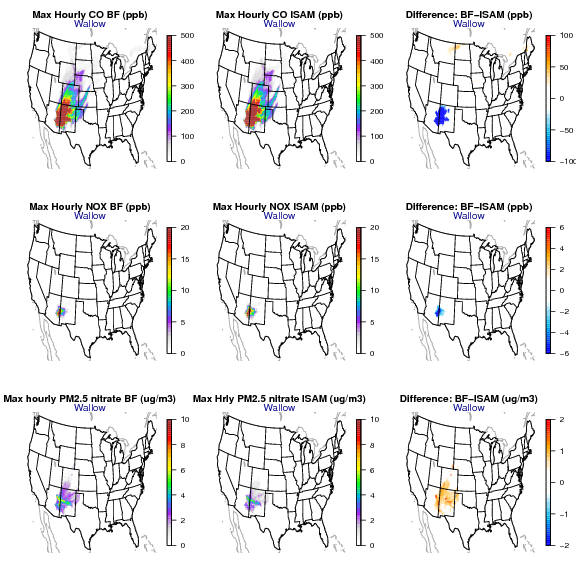 Max Hourly CO BF (ppb)
Wallow
500
400
300
200
100
0
Max Hourly CO ISAM (ppb)
Wallow
500
400
300
200
100
0
Difference: BF−ISAM (ppb)
Wallow
100
50
0
−50
−100
Max Hourly NOX BF (ppb)
Wallow
20
15
10
5
0
Max Hourly NOX ISAM (ppb)
Wallow
20
15
10
5
0
Difference: BF−ISAM (ppb)
Wallow
6
4
2
0
−2
−4
−6
Max hourly PM2.5 nitrate BF (ug/m3)
Wallow
10
8
6
4
2
0
Max Hrly PM2.5 nitrate ISAM (ug/m3)
Wallow
10
8
6
4
2
0
Difference: BF−ISAM (ug/m3)
Wallow
2
1
0
−1
−2